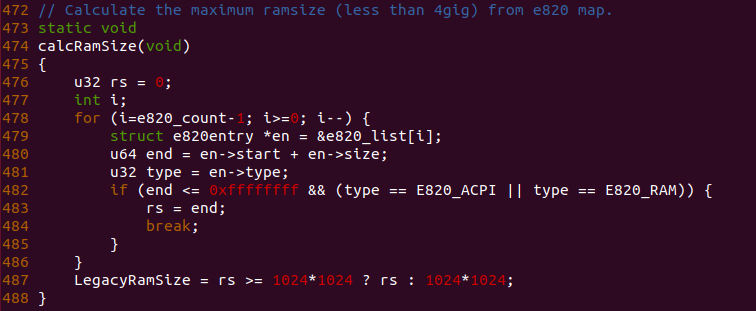 472 // Calculate the maximum ramsize (less than 4gig) from e820 map.
473 static void
474 calcRamSize(void)
475 {
476     u32 rs = 0;
477     int i;
478     for (i=e820_count-1; i>=0; i--) {
479         struct e820entry *en = &e820_list[i];
480         u64 end = en->start + en->size;
481         u32 type = en->type;
482         if (end <= 0xffffffff && (type == E820_ACPI || type == E820_RAM)) {
483             rs = end;
484             break;
485         }
486     }
487     LegacyRamSize = rs >= 1024*1024 ? rs : 1024*1024;
488 }